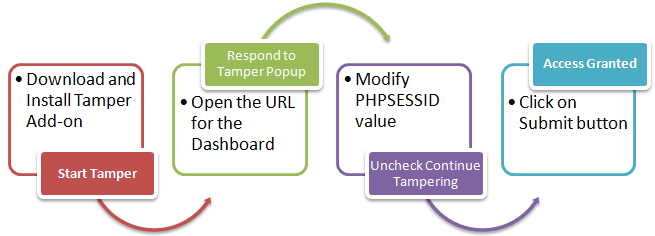 • Download and
Install Tamper
Add-on
Start Tamper
Respond to
Tamper Popup
• Open the URL
for the
Dashboard
• Modify
PHPSESSID
value
Uncheck Continue
Tampering
Access Granted
• Click on
Submit button